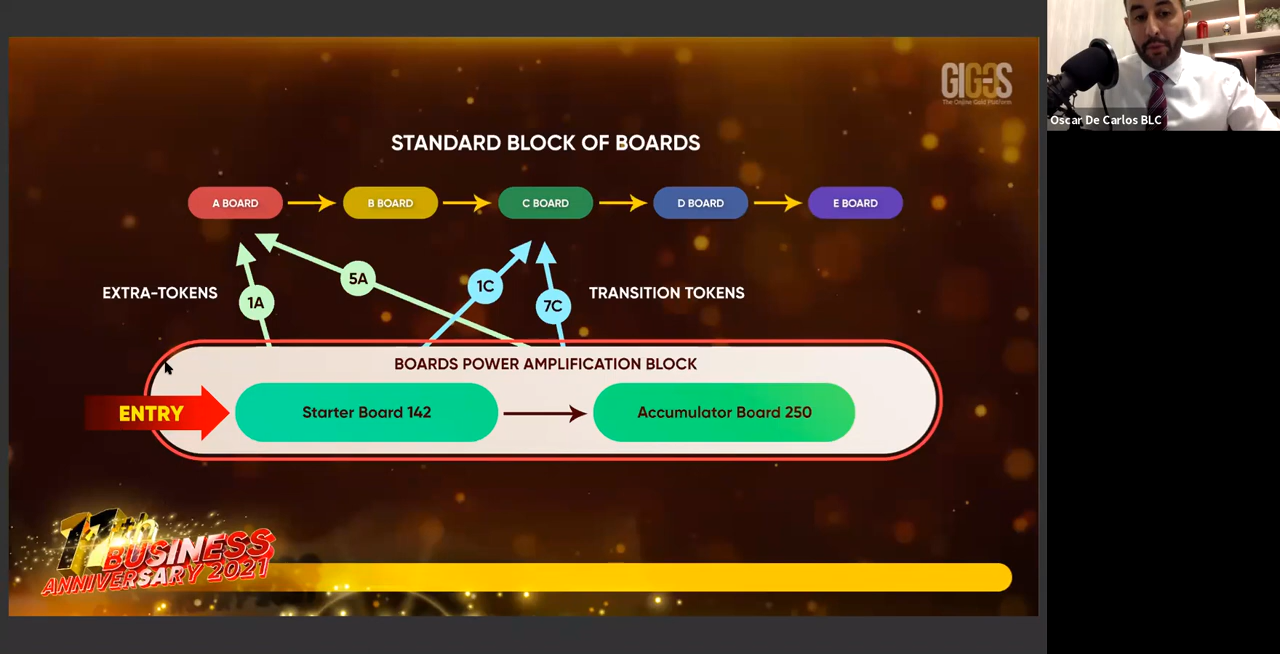 GIGOS
The Online Gold Platform
Oscar De Carlos BLC
STANDARD BLOCK OF BOARDS
A BOARD
B BOARD
C BOARD
D BOARD
E BOARD
EXTRA-TOKENS
1A
5A
1C
7C
TRANSITION TOKENS
BOARDS POWER AMPLIFICATION BLOCK
ENTRY
Starter Board 142
Accumulator Board 250
11th
BUSINESS
ANNIVERSARY 2021